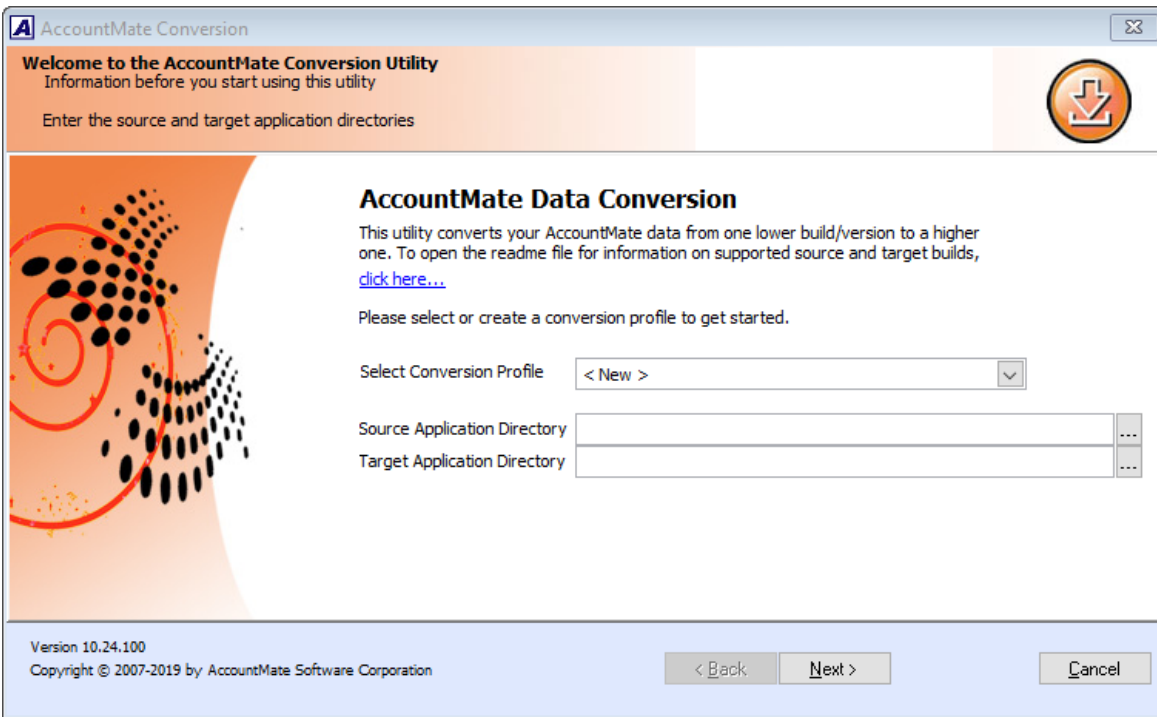 AccountMate Conversion
Welcome to the AccountMate Conversion Utility
Information before you start using this utility
Enter the source and target application directories
AccountMate Data Conversion
This utility converts your AccountMate data from one lower build/version to a higher
one. To open the readme file for information on supported source and target builds,
click here...
Please select or create a conversion profile to get started.
Select Conversion Profile < New >
Source Application Directory ...
Target Application Directory ...
Version 10.24.100
Copyright © 2007-2019 by AccountMate Software Corporation
< Back Next > Cancel